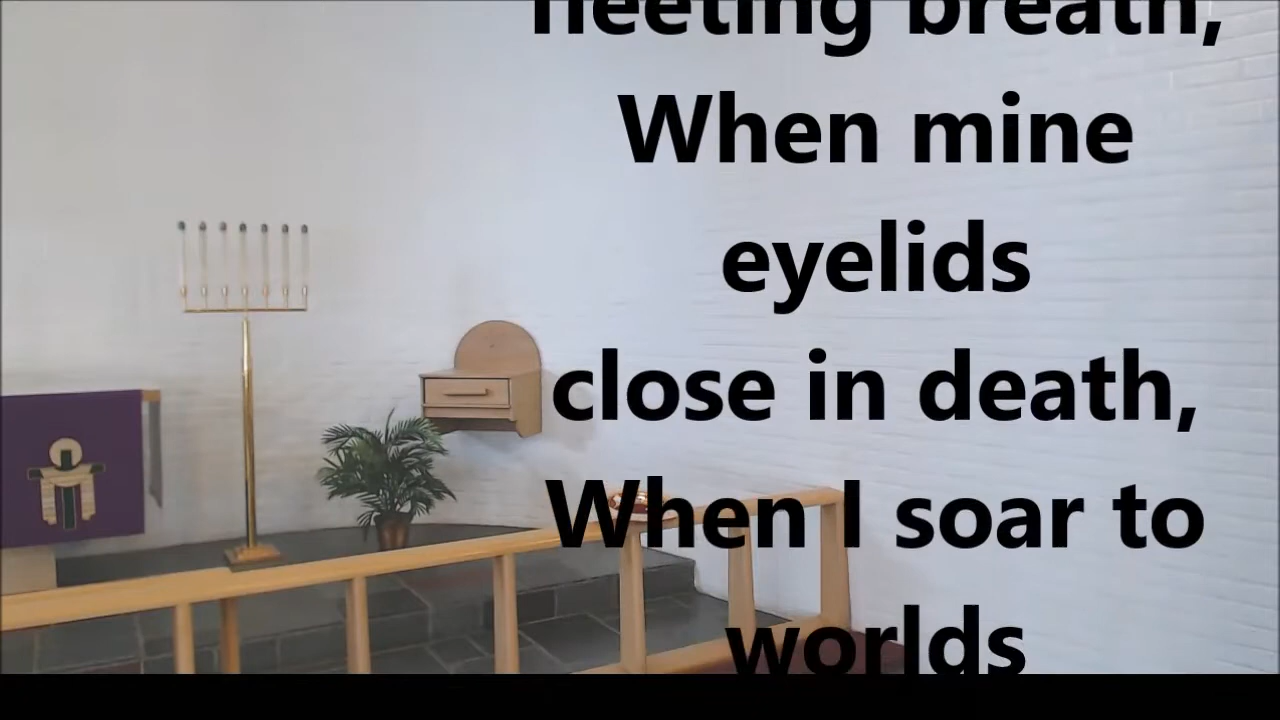 fleeting breath,
When mine
eyelids
close in death,
When I soar to
worlds